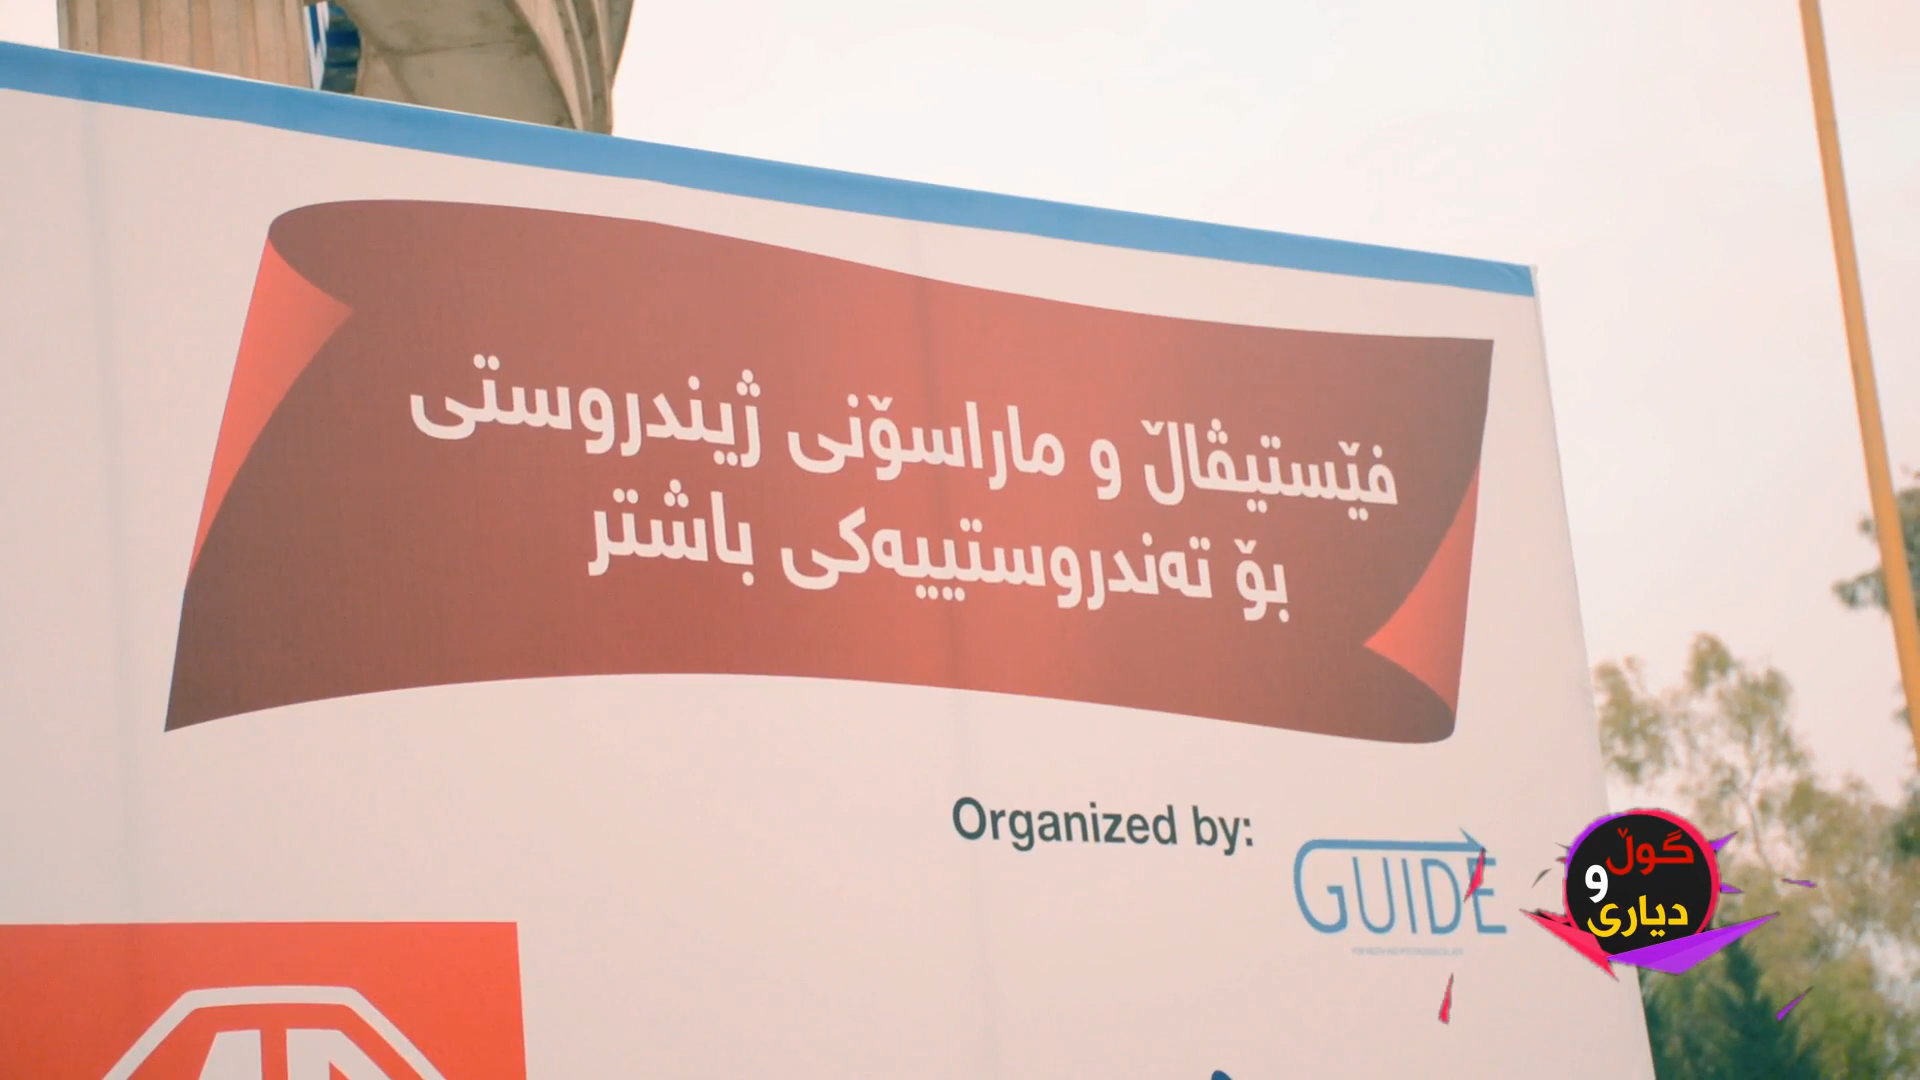 فێستیڤاڵ و ماراسۆنی ژیندروستی
بۆ تەندروستییەکی باشتر
Organized by:
GUIDE
گوڵ
و
دیاری